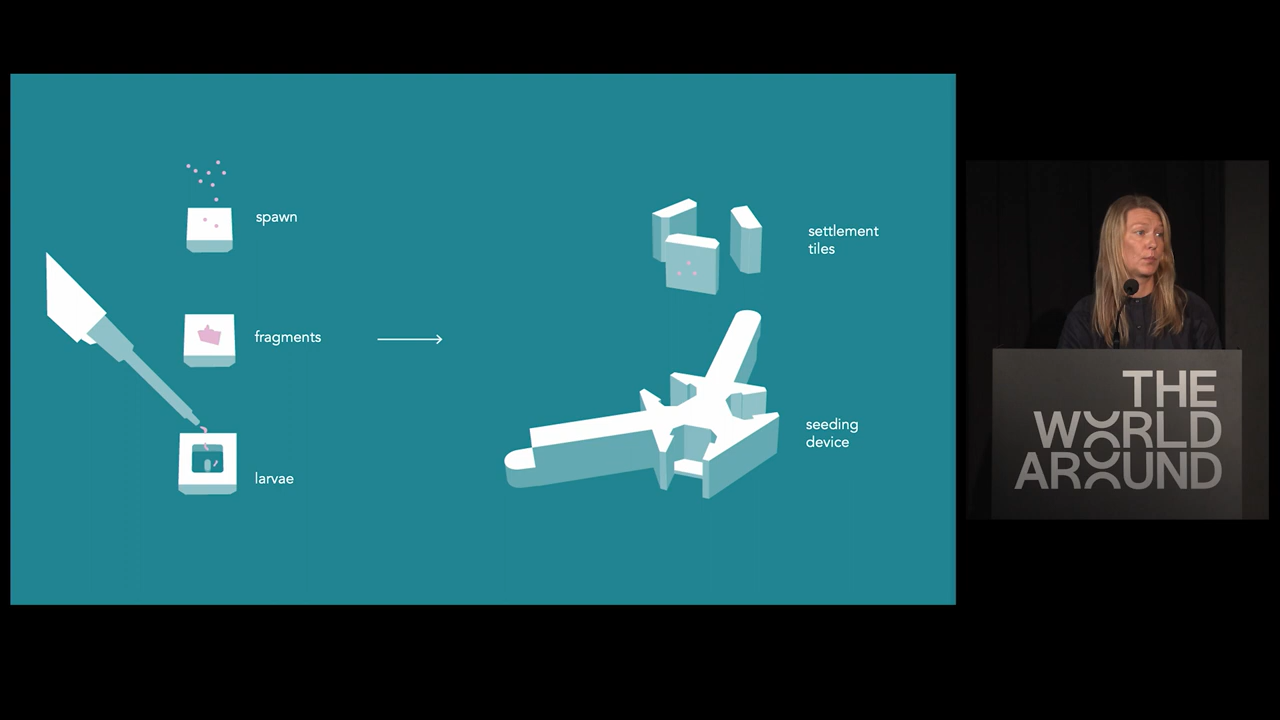 spawn
fragments
larvae
settlement
tiles
seeding
device
THE
WORLD
AROUND